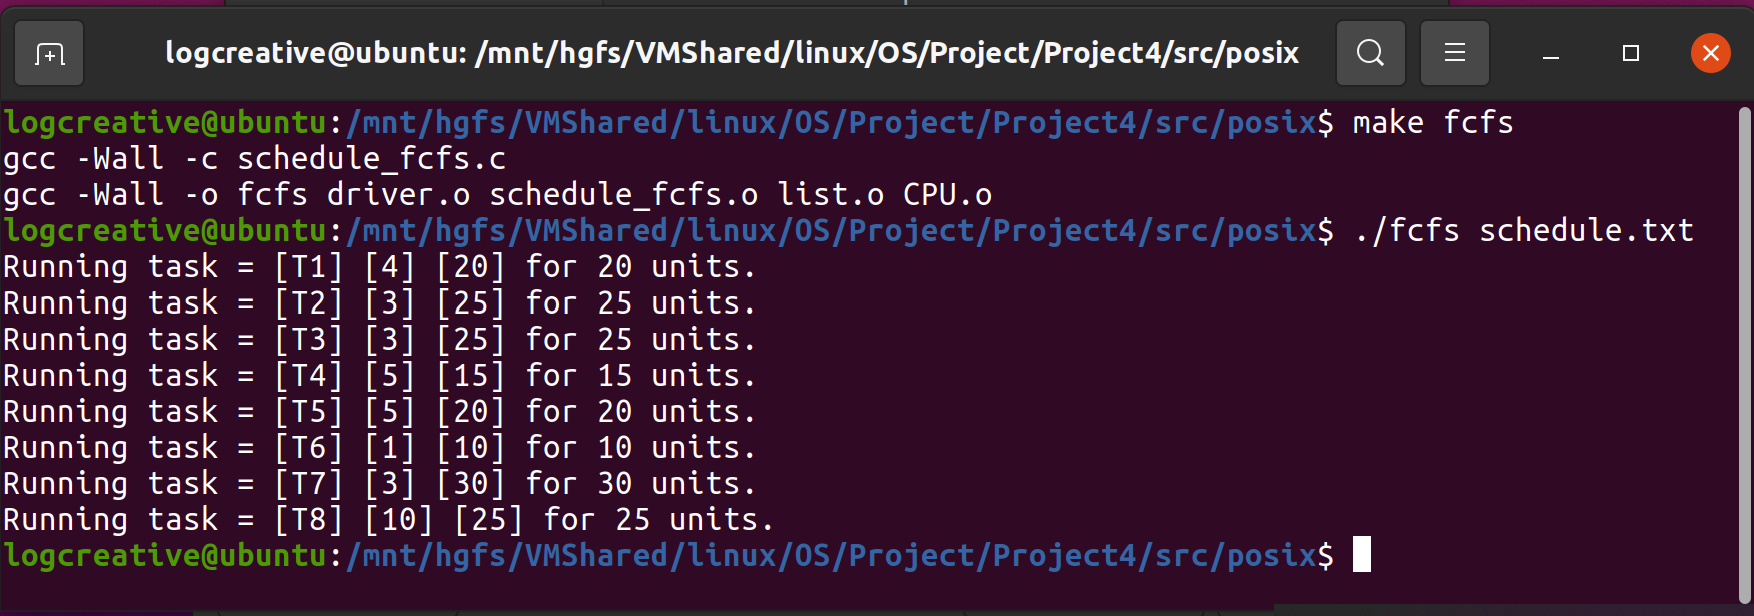 logcreative@ubuntu: /mnt/hgfs/VMShared/linux/OS/Project/Project4/src/posix
logcreative@ubuntu:/mnt/hgfs/VMShared/linux/OS/Project/Project4/src/posix$ make fcfs
gcc -Wall -c schedule_fcfs.c
gcc -Wall -o fcfs driver.o schedule_fcfs.o list.o CPU.o
logcreative@ubuntu:/mnt/hgfs/VMShared/linux/OS/Project/Project4/src/posix$ ./fcfs schedule.txt
Running task = [T1] [4] [20] for 20 units.
Running task = [T2] [3] [25] for 25 units.
Running task = [T3] [3] [25] for 25 units.
Running task = [T4] [5] [15] for 15 units.
Running task = [T5] [5] [20] for 20 units.
Running task = [T6] [1] [10] for 10 units.
Running task = [T7] [3] [30] for 30 units.
Running task = [T8] [10] [25] for 25 units.
logcreative@ubuntu:/mnt/hgfs/VMShared/linux/OS/Project/Project4/src/posix$